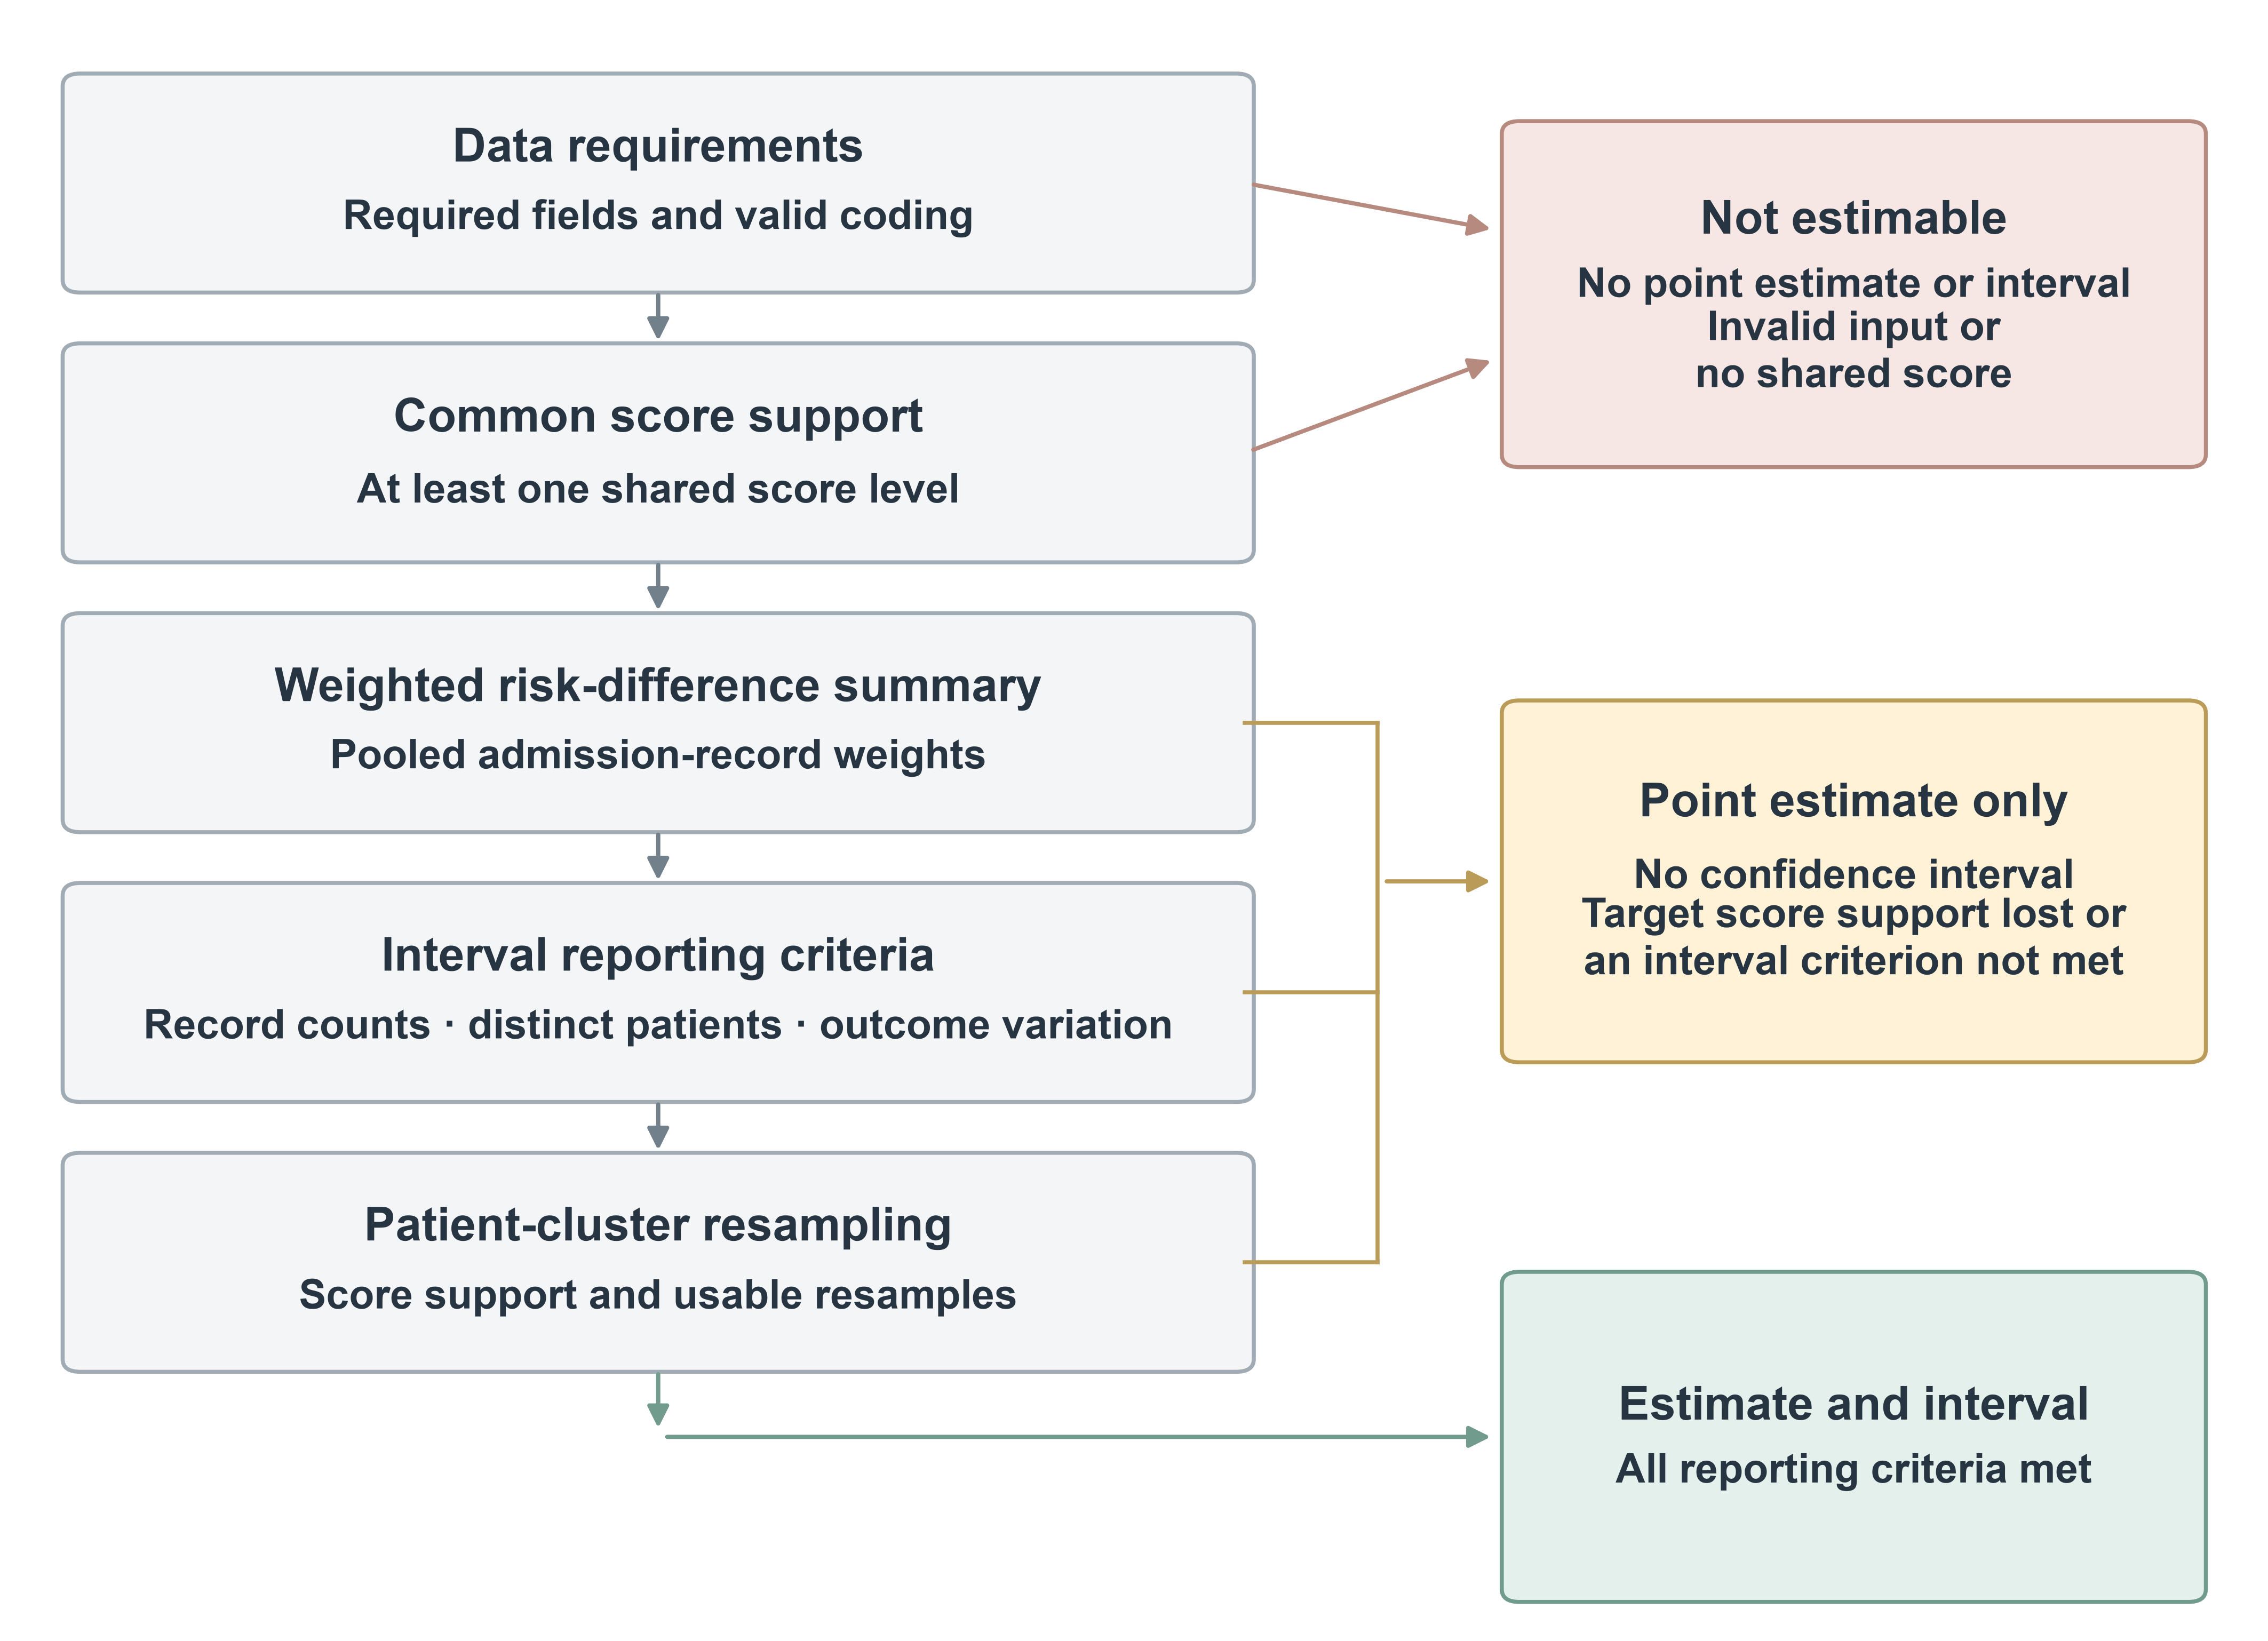 Data requirements
Required fields and valid coding
Common score support
At least one shared score level
Weighted risk-difference summary
Pooled admission-record weights
Interval reporting criteria
Record counts · distinct patients · outcome variation
Patient-cluster resampling
Score support and usable resamples
Not estimable
No point estimate or interval
Invalid input or
no shared score
Point estimate only
No confidence interval
Target score support lost or
an interval criterion not met
Estimate and interval
All reporting criteria met